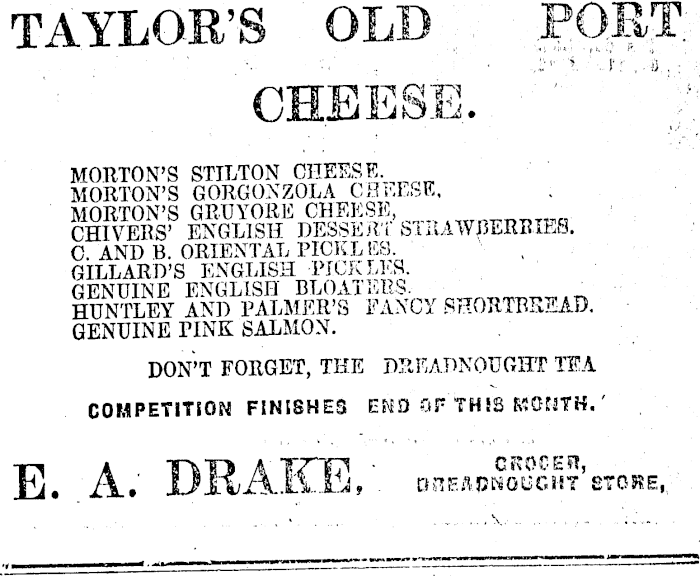 TAYLOR'S OLD PORT
CHEESE.
MORTON'S STILTON CHEESE.
MORTON'S GORGONZOLA CHEESE,
MORTON'S GRUYORE CHEESE,
CHIVERS' ENGLISH DESSERT STRAWBERRIES.
C. AND B. ORIENTAL PICKLES.
GILLARD'S ENGLISH PICKLES.
GENUINE ENGLISH BLOATERS.
HUNTLEY AND PALMER'S FANCY SHORTBREAD.
GENUINE PINK SALMON.
DON'T FORGET, THE DREADNOUGHT TEA
COMPETITION FINISHES END OF THIS MONTH.
E. A. DRAKE,
GROCER,
DREADNOUGHT STORE,